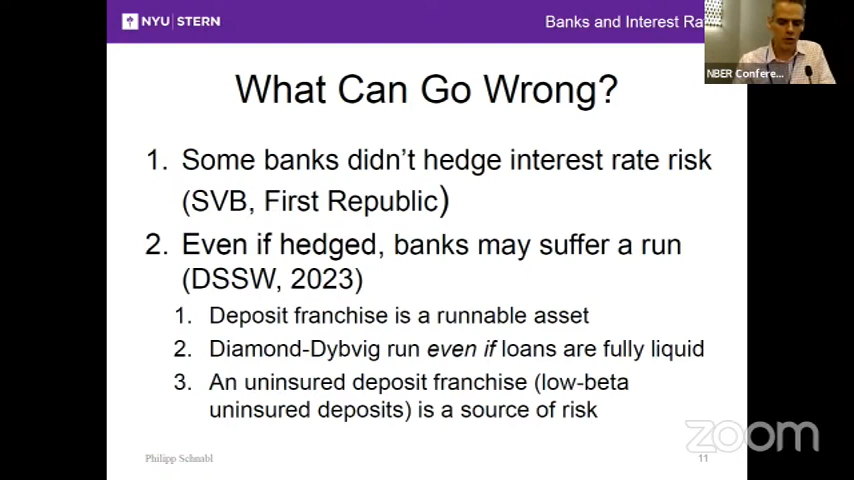 NYU STERN
Banks and Interest Ra
NBER Confere...
What Can Go Wrong?
1. Some banks didn't hedge interest rate risk
(SVB, First Republic)
2. Even if hedged, banks may suffer a run
(DSSW, 2023)
1. Deposit franchise is a runnable asset
2. Diamond-Dybvig run even if loans are fully liquid
3. An uninsured deposit franchise (low-beta
uninsured deposits) is a source of risk
zoom
Philipp Schnabl
11